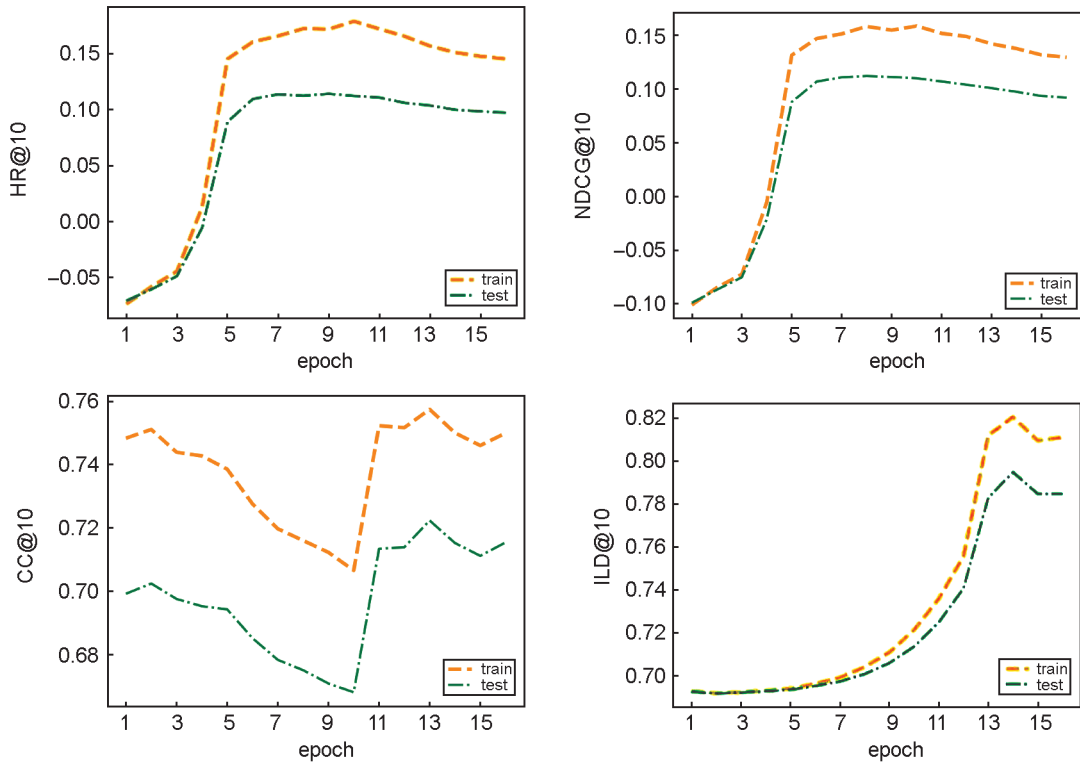 HR@10
0.15
0.10
0.05
0.00
−0.05
1 3 5 7 9 11 13 15
epoch
train
test
NDCG@10
0.15
0.10
0.05
0.00
−0.05
−0.10
1 3 5 7 9 11 13 15
epoch
train
test
CC@10
0.76
0.74
0.72
0.70
0.68
1 3 5 7 9 11 13 15
epoch
train
test
ILD@10
0.82
0.80
0.78
0.76
0.74
0.72
0.70
1 3 5 7 9 11 13 15
epoch
train
test